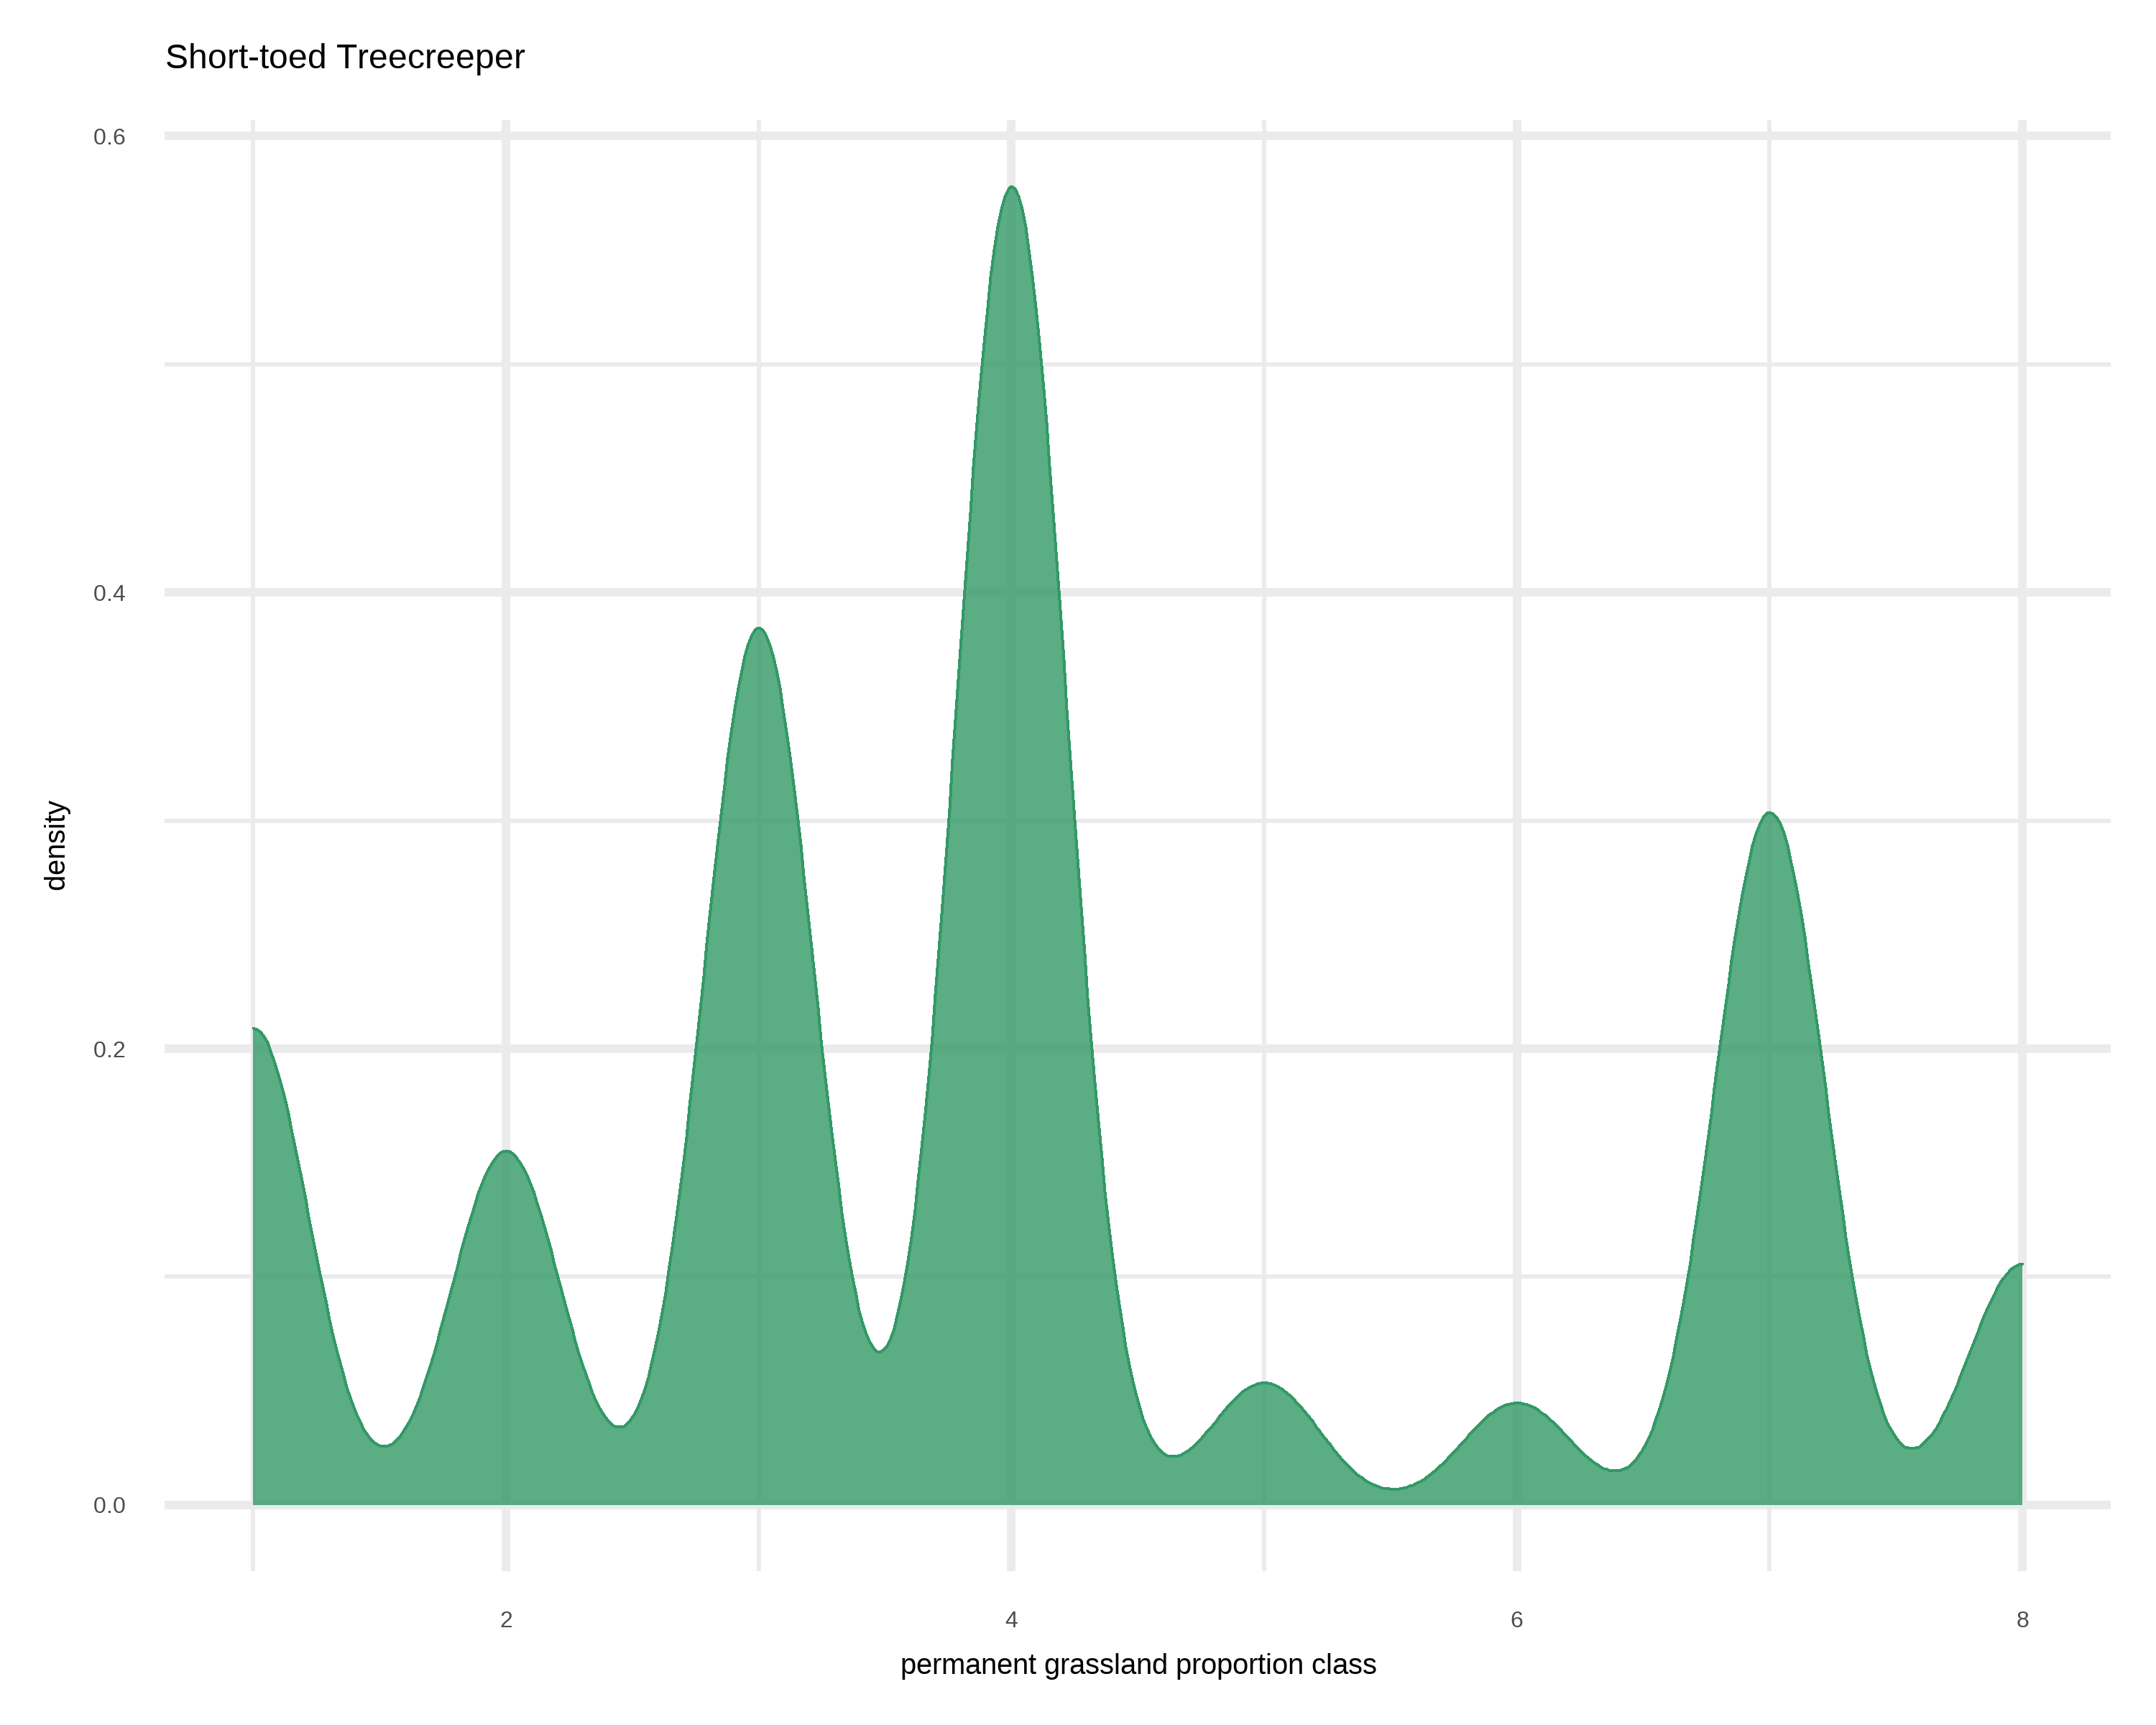 Short-toed Treecreeper
0.6
0.4
0.2
0.0
density
2 4 6 8
permanent grassland proportion class